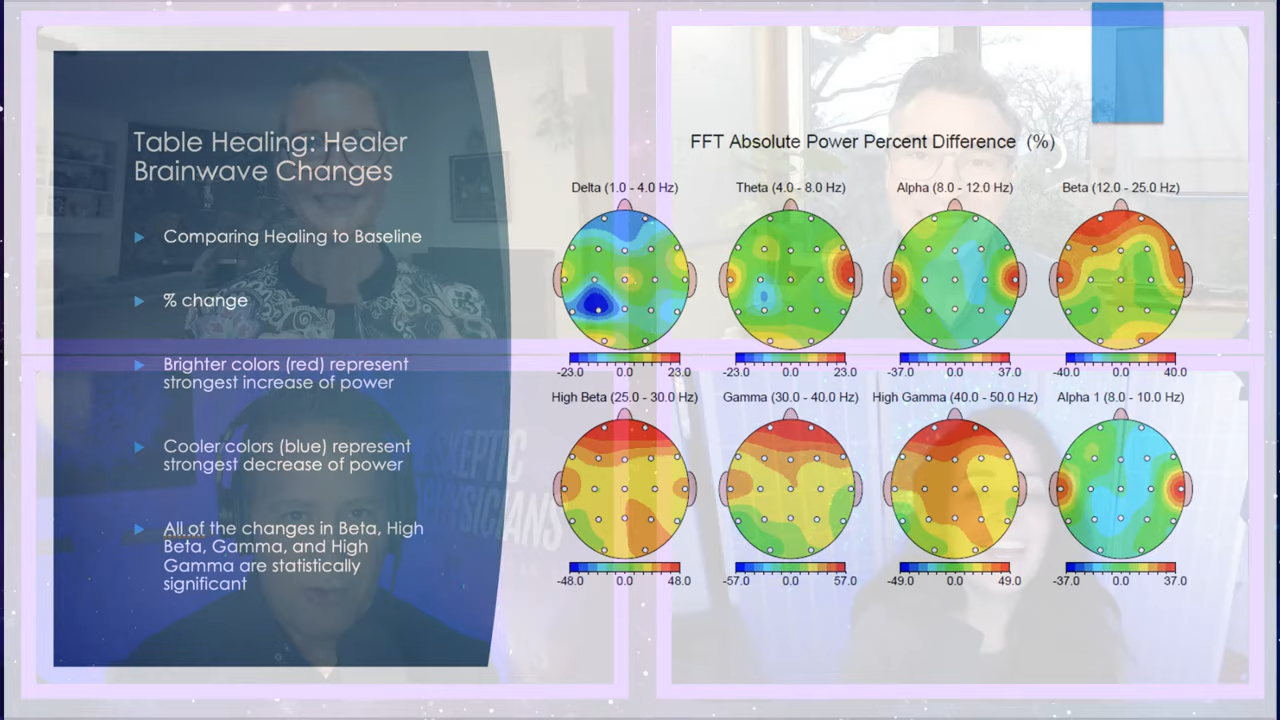 Table Healing: Healer
Brainwave Changes
Comparing Healing to Baseline
% change
Brighter colors (red) represent
strongest increase of power
Cooler colors (blue) represent
strongest decrease of power
All of the changes in Beta, High
Beta, Gamma, and High
Gamma are statistically
significant
FFT Absolute Power Percent Difference (%)
Delta (1.0 - 4.0 Hz) Theta (4.0 - 8.0 Hz) Alpha (8.0 - 12.0 Hz) Beta (12.0 - 25.0 Hz)
-23.0 0.0 23.0 -23.0 0.0 23.0 -37.0 0.0 37.0 -40.0 0.0 40.0
High Beta (25.0 - 30.0 Hz) Gamma (30.0 - 40.0 Hz) High Gamma (40.0 - 50.0 Hz) Alpha 1 (8.0 - 10.0 Hz)
-48.0 0.0 48.0 -57.0 0.0 57.0 -49.0 0.0 49.0 -37.0 0.0 37.0